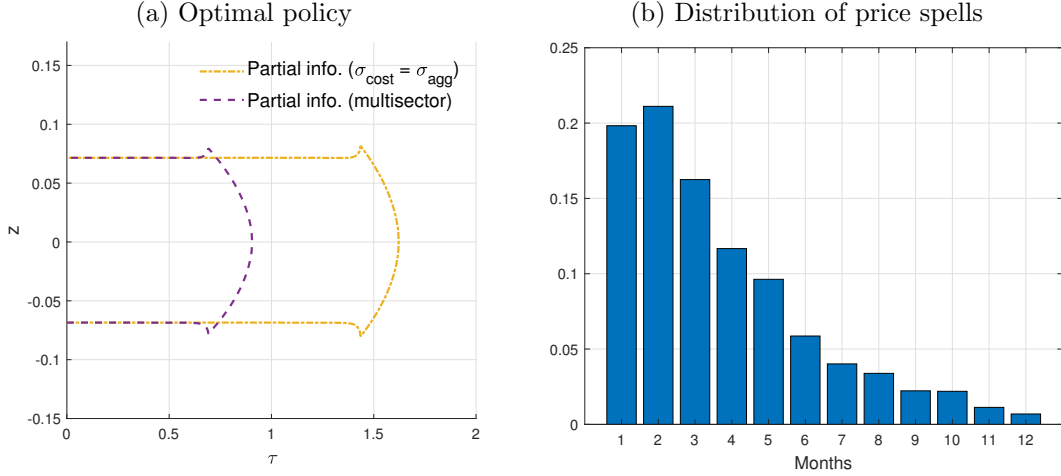 (a) Optimal policy
0.15
0.1
0.05
0
-0.05
-0.1
-0.15
z
Partial info. (σcost = σagg)
Partial info. (multisector)
0 0.5 1 1.5 2
τ
(b) Distribution of price spells
0.25
0.2
0.15
0.1
0.05
0
1 2 3 4 5 6 7 8 9 10 11 12
Months